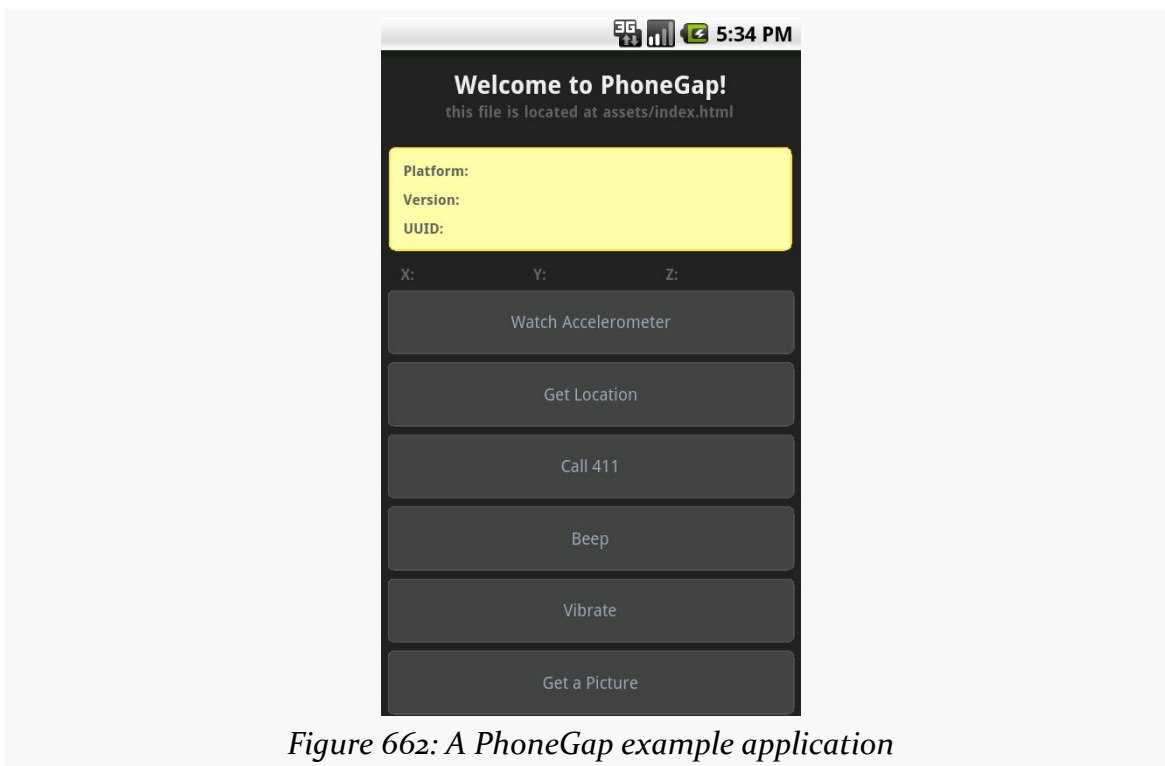 3G 5:34 PM
Welcome to PhoneGap!
this file is located at assets/index.html
Platform:
Version:
UUID:
X: Y: Z:
Watch Accelerometer
Get Location
Call 411
Beep
Vibrate
Get a Picture
Figure 662: A PhoneGap example application